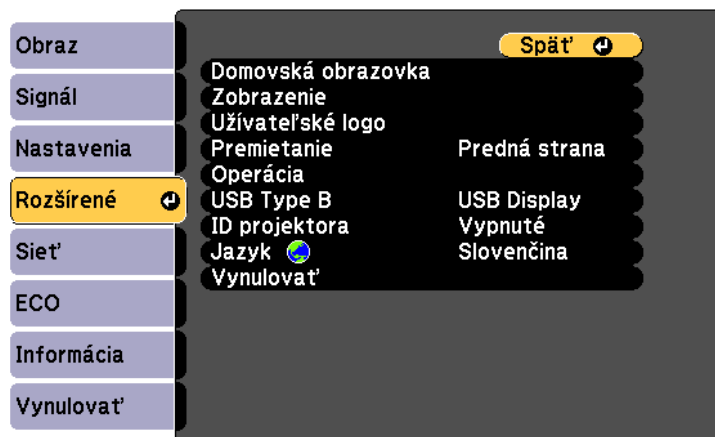 Obraz
Signál
Nastavenia
Rozšírené
Sieť
ECO
Informácia
Vynulovať
Späť
Domovská obrazovka
Zobrazenie
Užívateľské logo
Premietanie Predná strana
Operácia
USB Type B USB Display
ID projektora Vypnuté
Jazyk Slovenčina
Vynulovať